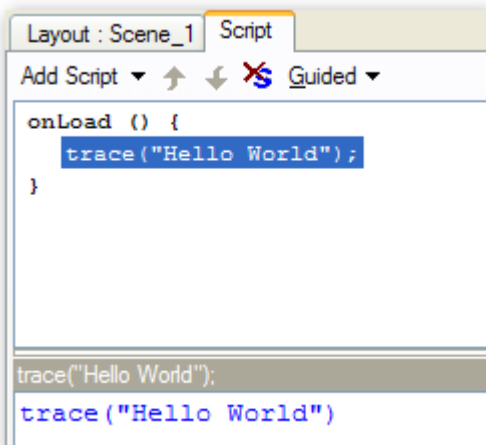 Layout : Scene_1 Script
Add Script Guided
onLoad () {
trace("Hello World");
}
trace("Hello World");
trace("Hello World")